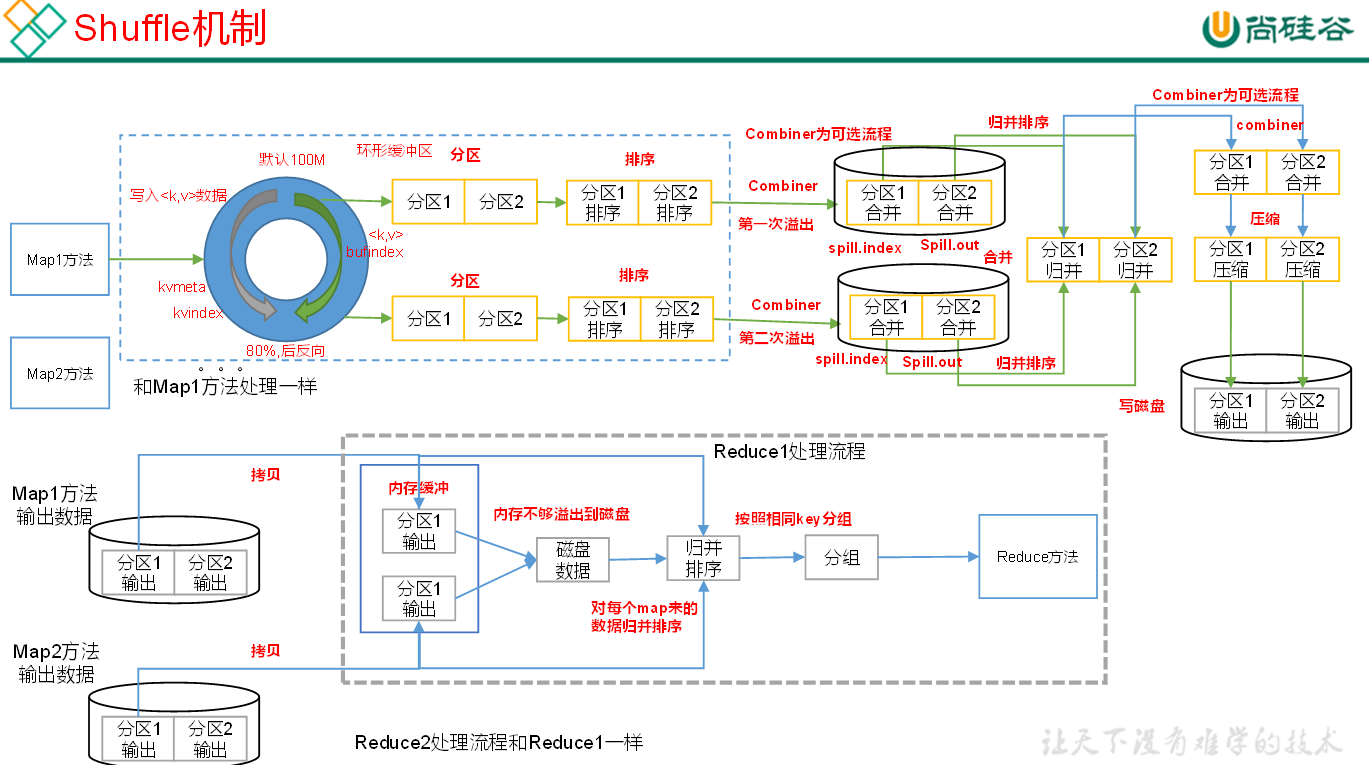 Shuffle机制
尚硅谷
Combiner为可选流程
Combiner为可选流程
归并排序
combiner
默认100M
环形缓冲区
分区
排序
写入<k,v>数据
Combiner
分区1
分区2
分区1
排序
分区2
排序
分区1
合并
分区2
合并
分区1
合并
分区2
合并
第一次溢出
压缩
<k,v>
bufindex
spill.index
Spill.out
合并
Map1方法
分区1
归并
分区2
归并
分区1
压缩
分区2
压缩
kvmeta
kvindex
分区
排序
Combiner
分区1
分区2
分区1
排序
分区2
排序
分区1
合并
分区2
合并
第二次溢出
80%,后反向
spill.index
Spill.out
归并排序
Map2方法
。。。
和Map1方法处理一样
写磁盘
分区1
输出
分区2
输出
Reduce1处理流程
拷贝
内存缓冲
Map1方法
输出数据
分区1
输出
内存不够溢出到磁盘
按照相同key分组
分区1
输出
分区2
输出
磁盘
数据
归并
排序
分组
Reduce方法
分区1
输出
对每个map来的
数据归并排序
Map2方法
输出数据
拷贝
分区1
输出
分区2
输出
Reduce2处理流程和Reduce1一样
让天下没有难学的技术